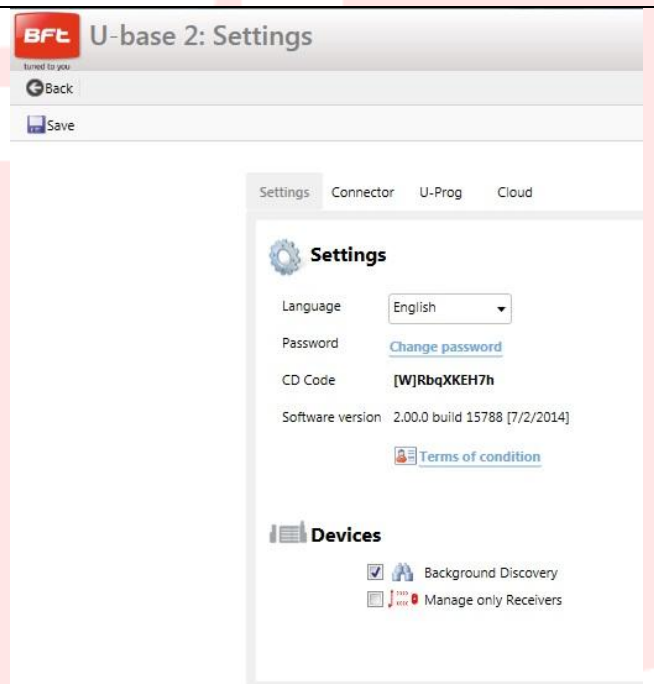 BFt
U-base 2: Settings
tuned to you
Back
Save
Settings Connector U-Prog Cloud
Settings
Language English
Password Change password
CD Code [W]RbqXKEH7h
Software version 2.00.0 build 15788 [7/2/2014]
Terms of condition
Devices
Background Discovery
Manage only Receivers